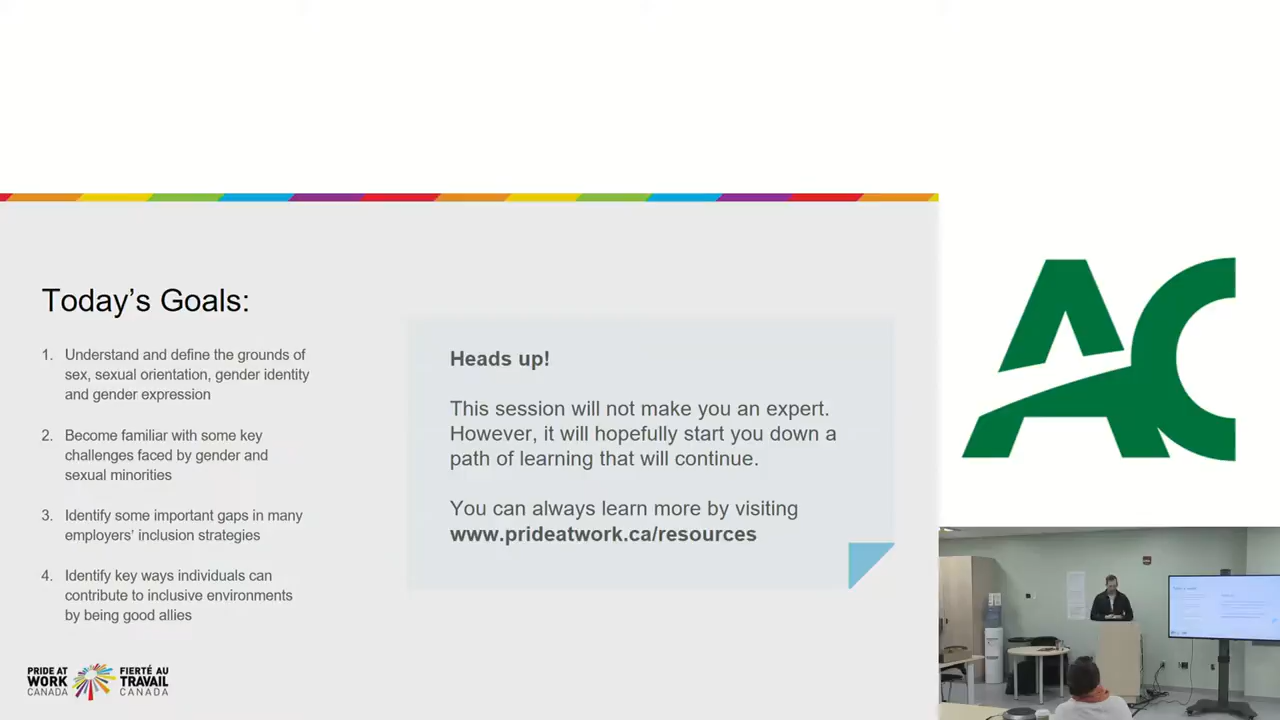 Today's Goals:
1. Understand and define the grounds of
sex, sexual orientation, gender identity
and gender expression
2. Become familiar with some key
challenges faced by gender and
sexual minorities
3. Identify some important gaps in many
employers' inclusion strategies
4. Identify key ways individuals can
contribute to inclusive environments
by being good allies
Heads up!
This session will not make you an expert.
However, it will hopefully start you down a
path of learning that will continue.
You can always learn more by visiting
www.prideatwork.ca/resources
PRIDE AT
WORK
CANADA
FIERTÉ AU
TRAVAIL
CANADA
AC